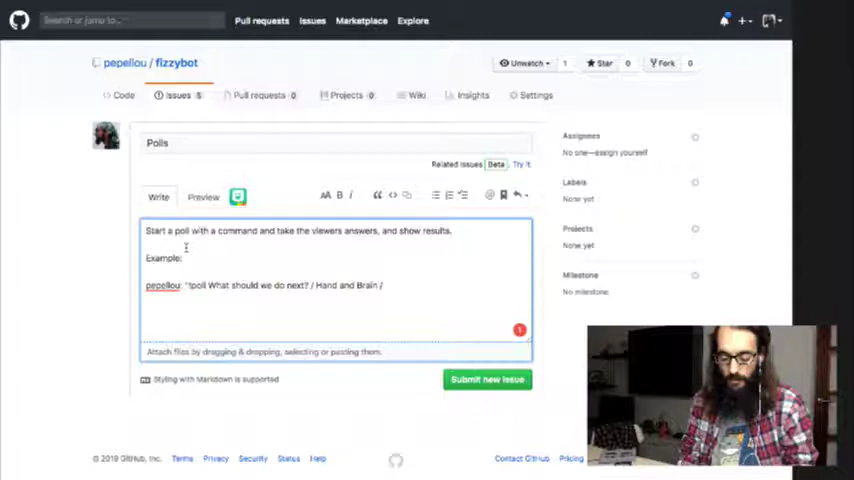 Search or jump to...
Pull requests Issues Marketplace Explore
pepellou / fizzybot
Unwatch 1 Star 0 Fork 0
Code Issues 5 Pull requests 0 Projects 0 Wiki Insights Settings
Polls
Related Issues Beta Try it
Write Preview
AA B i
Start a poll with a command and take the viewers answers, and show results.
Example:
pepellou: "!poll What should we do next? / Hand and Brain /
1
Attach files by dragging & dropping, selecting or pasting them.
Styling with Markdown is supported
Submit new issue
Assignees
No one—assign yourself
Labels
None yet
Projects
None yet
Milestone
No milestone
© 2019 GitHub, Inc. Terms Privacy Security Status Help
Contact GitHub Pricing